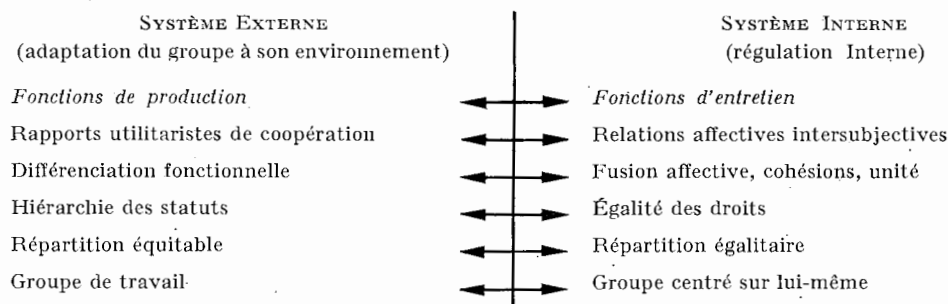 SYSTÈME EXTERNE
(adaptation du groupe à son environnement)
SYSTÈME INTERNE
(régulation Interne)
Fonctions de production
Fonctions d'entretien
Rapports utilitaristes de coopération
Relations affectives intersubjectives
Différenciation fonctionnelle
Fusion affective, cohésions, unité
Hiérarchie des statuts
Égalité des droits
Répartition équitable
Répartition égalitaire
Groupe de travail
Groupe centré sur lui-même